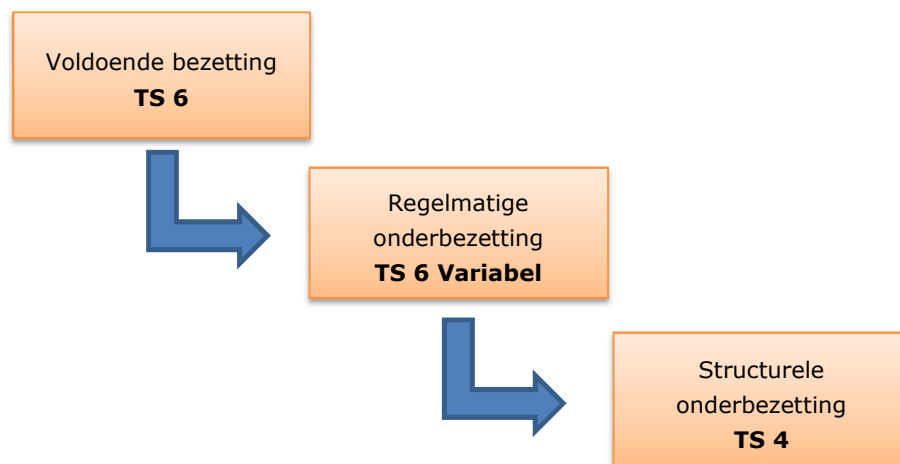 Voldoende bezetting
TS 6
Regelmatige
onderbezetting
TS 6 Variabel
Structurele
onderbezetting
TS 4